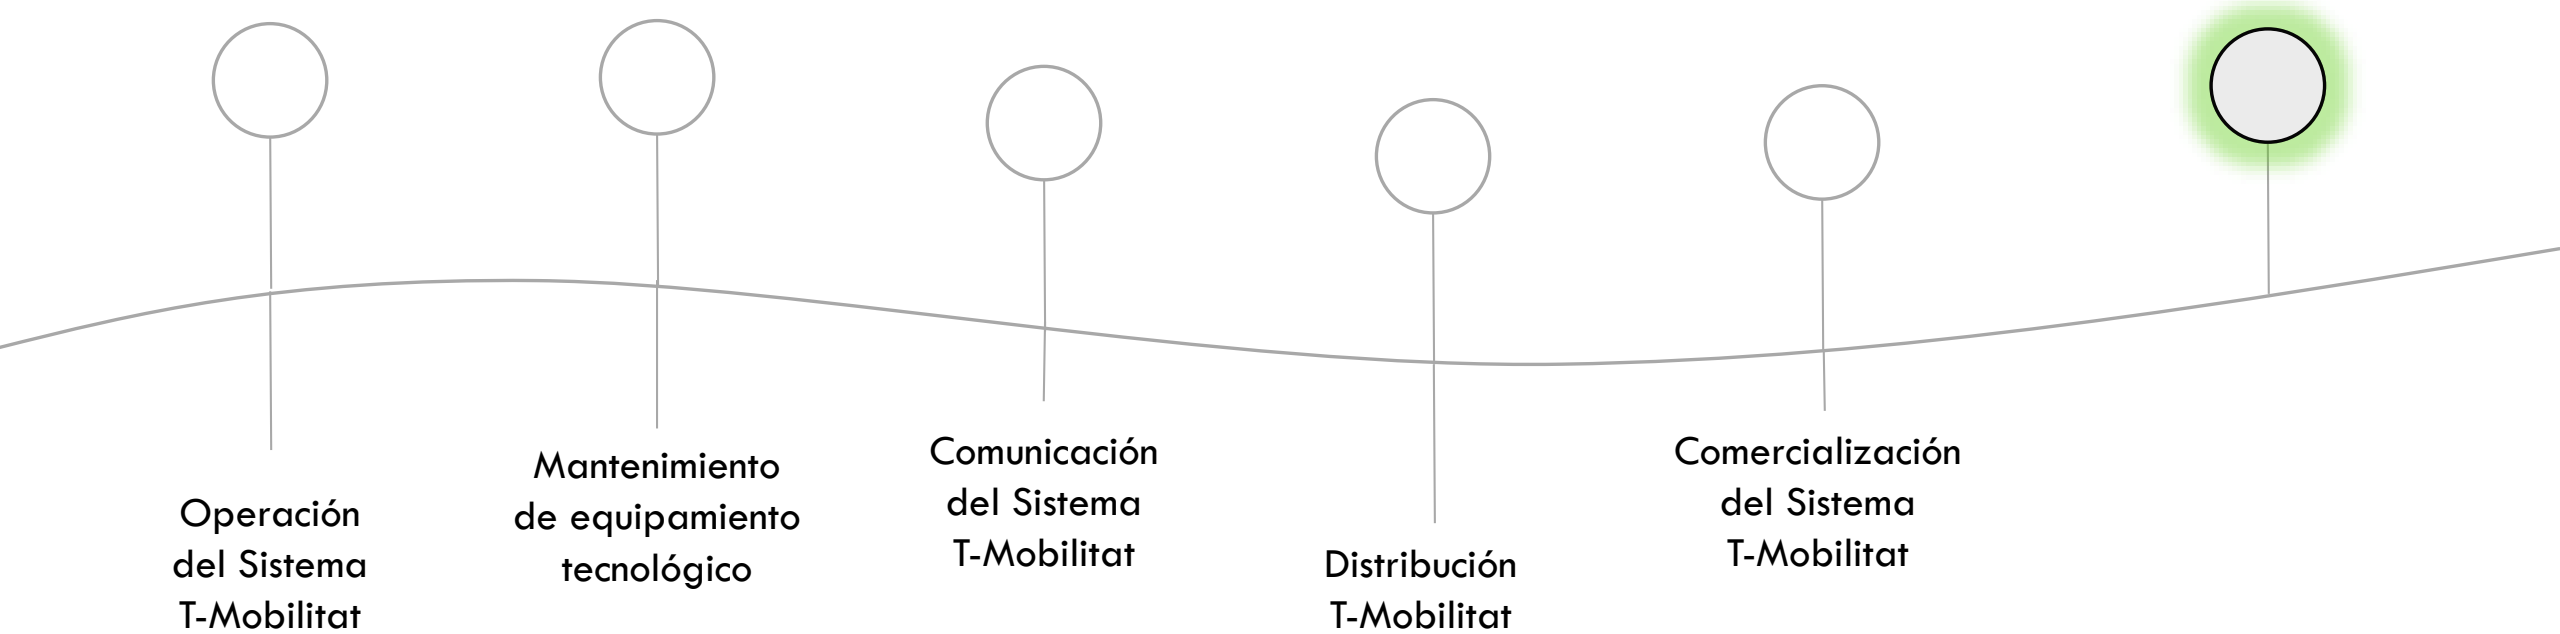 Operación
del Sistema
T-Mobilitat
Mantenimiento
de equipamiento
tecnológico
Comunicación
del Sistema
T-Mobilitat
Distribución
T-Mobilitat
Comercialización
del Sistema
T-Mobilitat